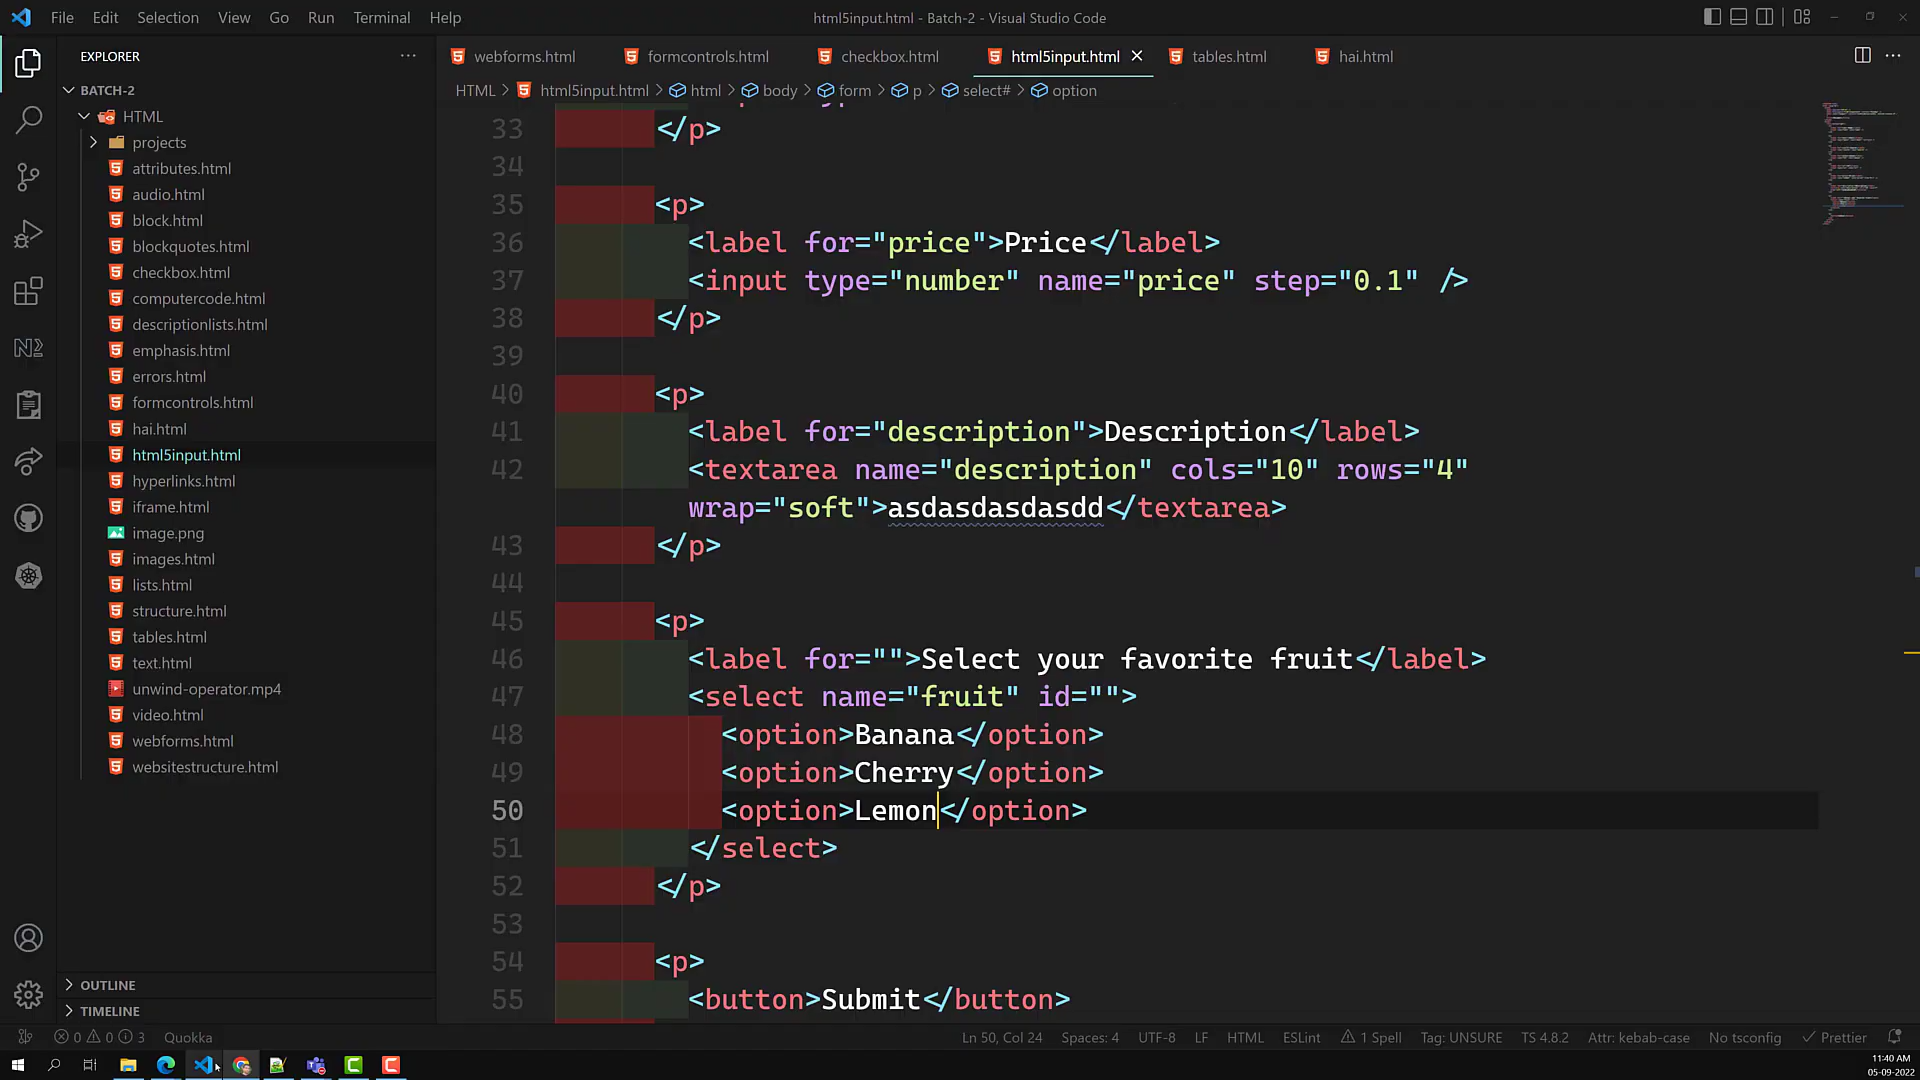 File Edit Selection View Go Run Terminal Help
html5input.html - Batch-2 - Visual Studio Code
EXPLORER
BATCH-2
HTML
projects
attributes.html
audio.html
block.html
blockquotes.html
checkbox.html
computercode.html
descriptionlists.html
emphasis.html
errors.html
formcontrols.html
hai.html
html5input.html
hyperlinks.html
iframe.html
image.png
images.html
lists.html
structure.html
tables.html
text.html
unwind-operator.mp4
video.html
webforms.html
websitestructure.html
OUTLINE
TIMELINE
webforms.html formcontrols.html checkbox.html html5input.html tables.html hai.html
HTML > html5input.html > html > body > form > p > select# > option
33 </p>
34
35 <p>
36 <label for="price">Price</label>
37 <input type="number" name="price" step="0.1" />
38 </p>
39
40 <p>
41 <label for="description">Description</label>
42 <textarea name="description" cols="10" rows="4"
wrap="soft">asdasdasdasdd</textarea>
43 </p>
44
45 <p>
46 <label for="">Select your favorite fruit</label>
47 <select name="fruit" id="">
48 <option>Banana</option>
49 <option>Cherry</option>
50 <option>Lemon</option>
51 </select>
52 </p>
53
54 <p>
55 <button>Submit</button>
0 0 3 Quokka Ln 50, Col 24 Spaces: 4 UTF-8 LF HTML ESLint 1 Spell Tag: UNSURE TS 4.8.2 Attr: kebab-case No tsconfig Prettier
11:40 AM
05-09-2022